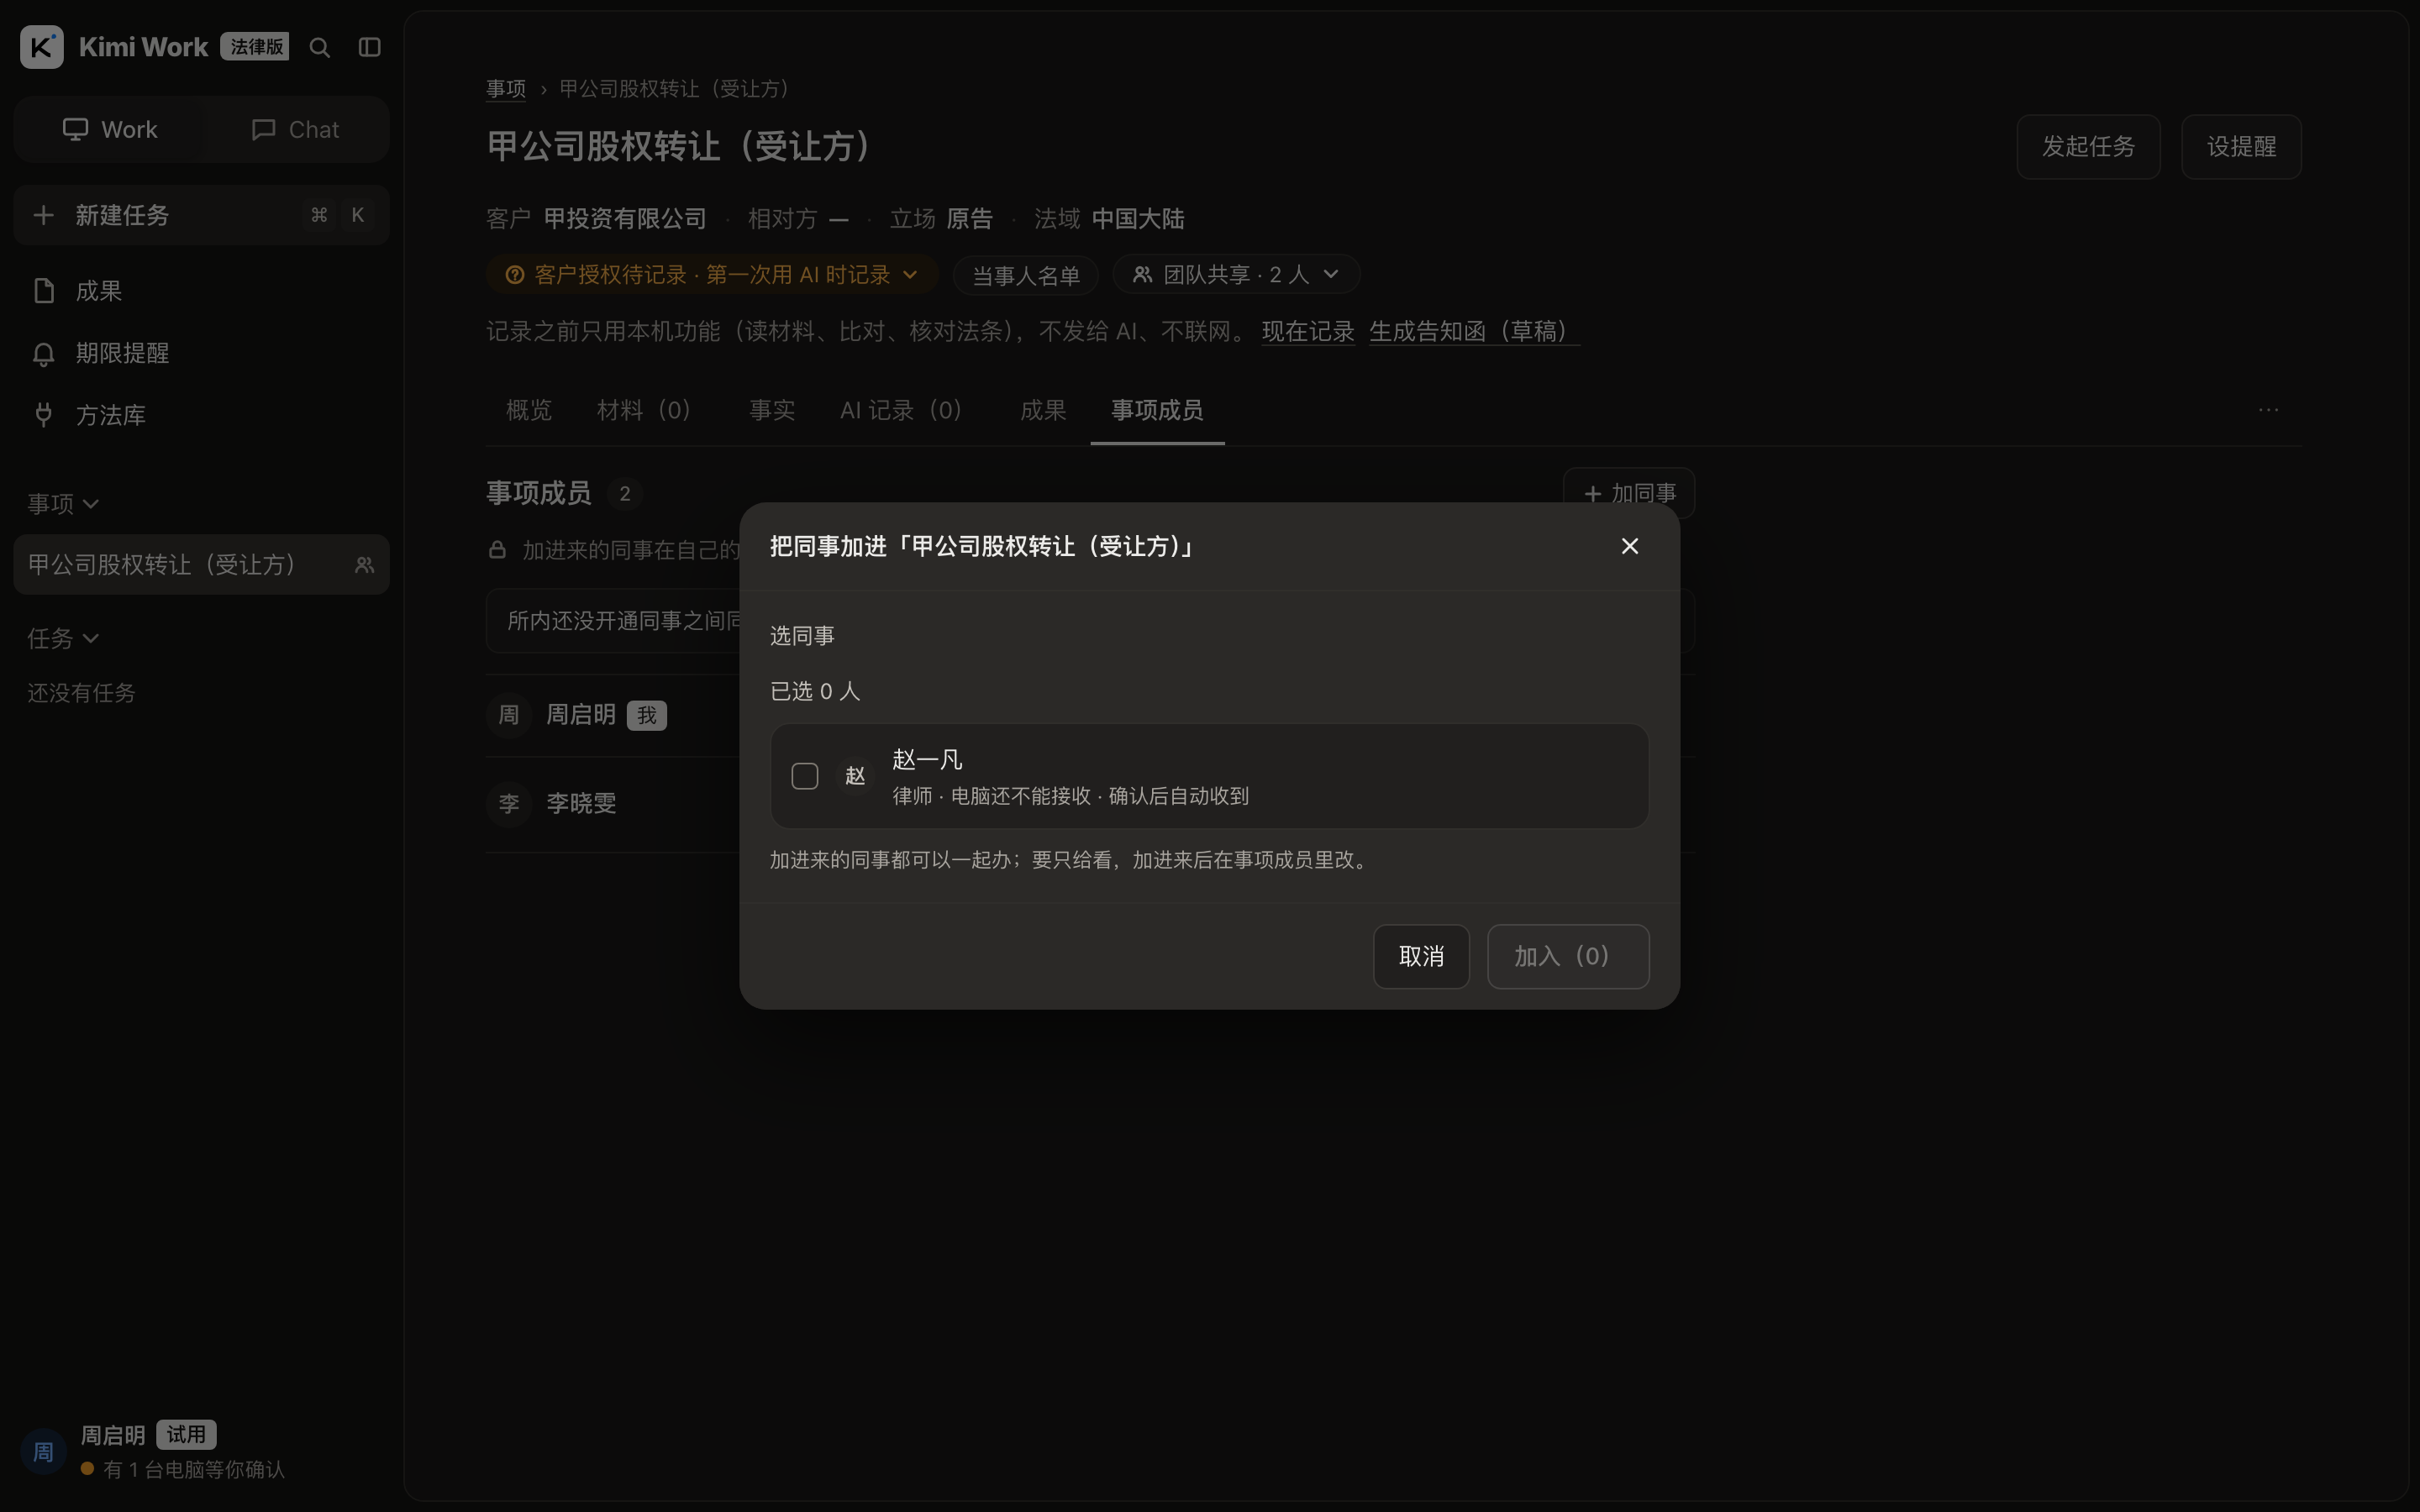 Kimi Work 法律版
Work Chat
新建任务 ⌘ K
成果
期限提醒
方法库
事项
甲公司股权转让（受让方）
任务
还没有任务
周 周启明 试用
有 1 台电脑等你确认
事项 › 甲公司股权转让（受让方）
甲公司股权转让（受让方）
发起任务 设提醒
客户 甲投资有限公司 · 相对方 — · 立场 原告 · 法域 中国大陆
客户授权待记录 · 第一次用 AI 时记录 当事人名单 团队共享 · 2 人
记录之前只用本机功能（读材料、比对、核对法条），不发给 AI、不联网。 现在记录 生成告知函（草稿）
概览 材料（0） 事实 AI 记录（0） 成果 事项成员 ···
事项成员 2
加同事
加进来的同事在自己的
所内还没开通同事之间同
周 周启明 我
李 李晓雯
把同事加进「甲公司股权转让（受让方）」
选同事
已选 0 人
赵 赵一凡
律师 · 电脑还不能接收 · 确认后自动收到
加进来的同事都可以一起办；要只给看，加进来后在事项成员里改。
取消 加入（0）